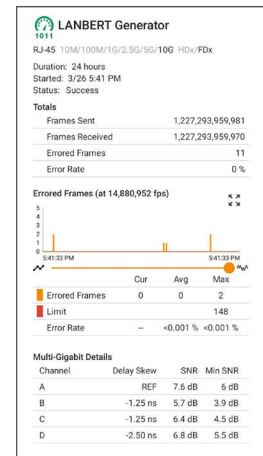 LANBERT Generator
1011
RJ-45 10M/100M/1G/2.5G/5G/10G HDx/FDx
Duration: 24 hours
Started: 3/26 5:41 PM
Status: Success
Totals
Frames Sent 1,227,293,959,981
Frames Received 1,227,293,959,970
Errored Frames 11
Error Rate 0 %
Errored Frames (at 14,880,952 fps)
5
4
3
2
1
0
5:41:33 PM 5:41:33 PM
Cur Avg Max
Errored Frames 0 0 2
Limit 148
Error Rate -- <0.001 % <0.001 %
Multi-Gigabit Details
Channel Delay Skew SNR Min SNR
A REF 7.6 dB 6 dB
B -1.25 ns 5.7 dB 3.9 dB
C -1.25 ns 6.4 dB 4.5 dB
D -2.50 ns 6.8 dB 5.5 dB